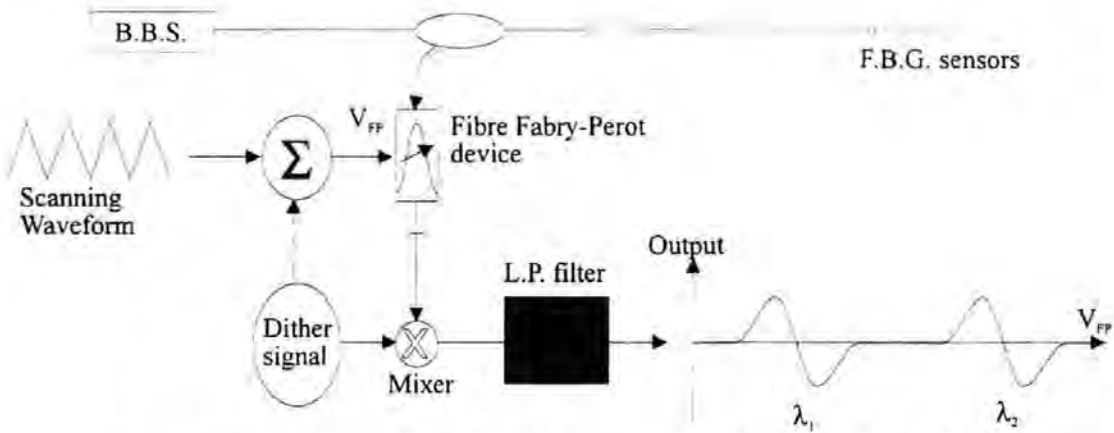 B.B.S.
F.B.G. sensors
V_FP
Fibre Fabry-Perot
device
Σ
Scanning
Waveform
Output
L.P. filter
Dither
signal
X
Mixer
V_FP
λ₁
λ₂